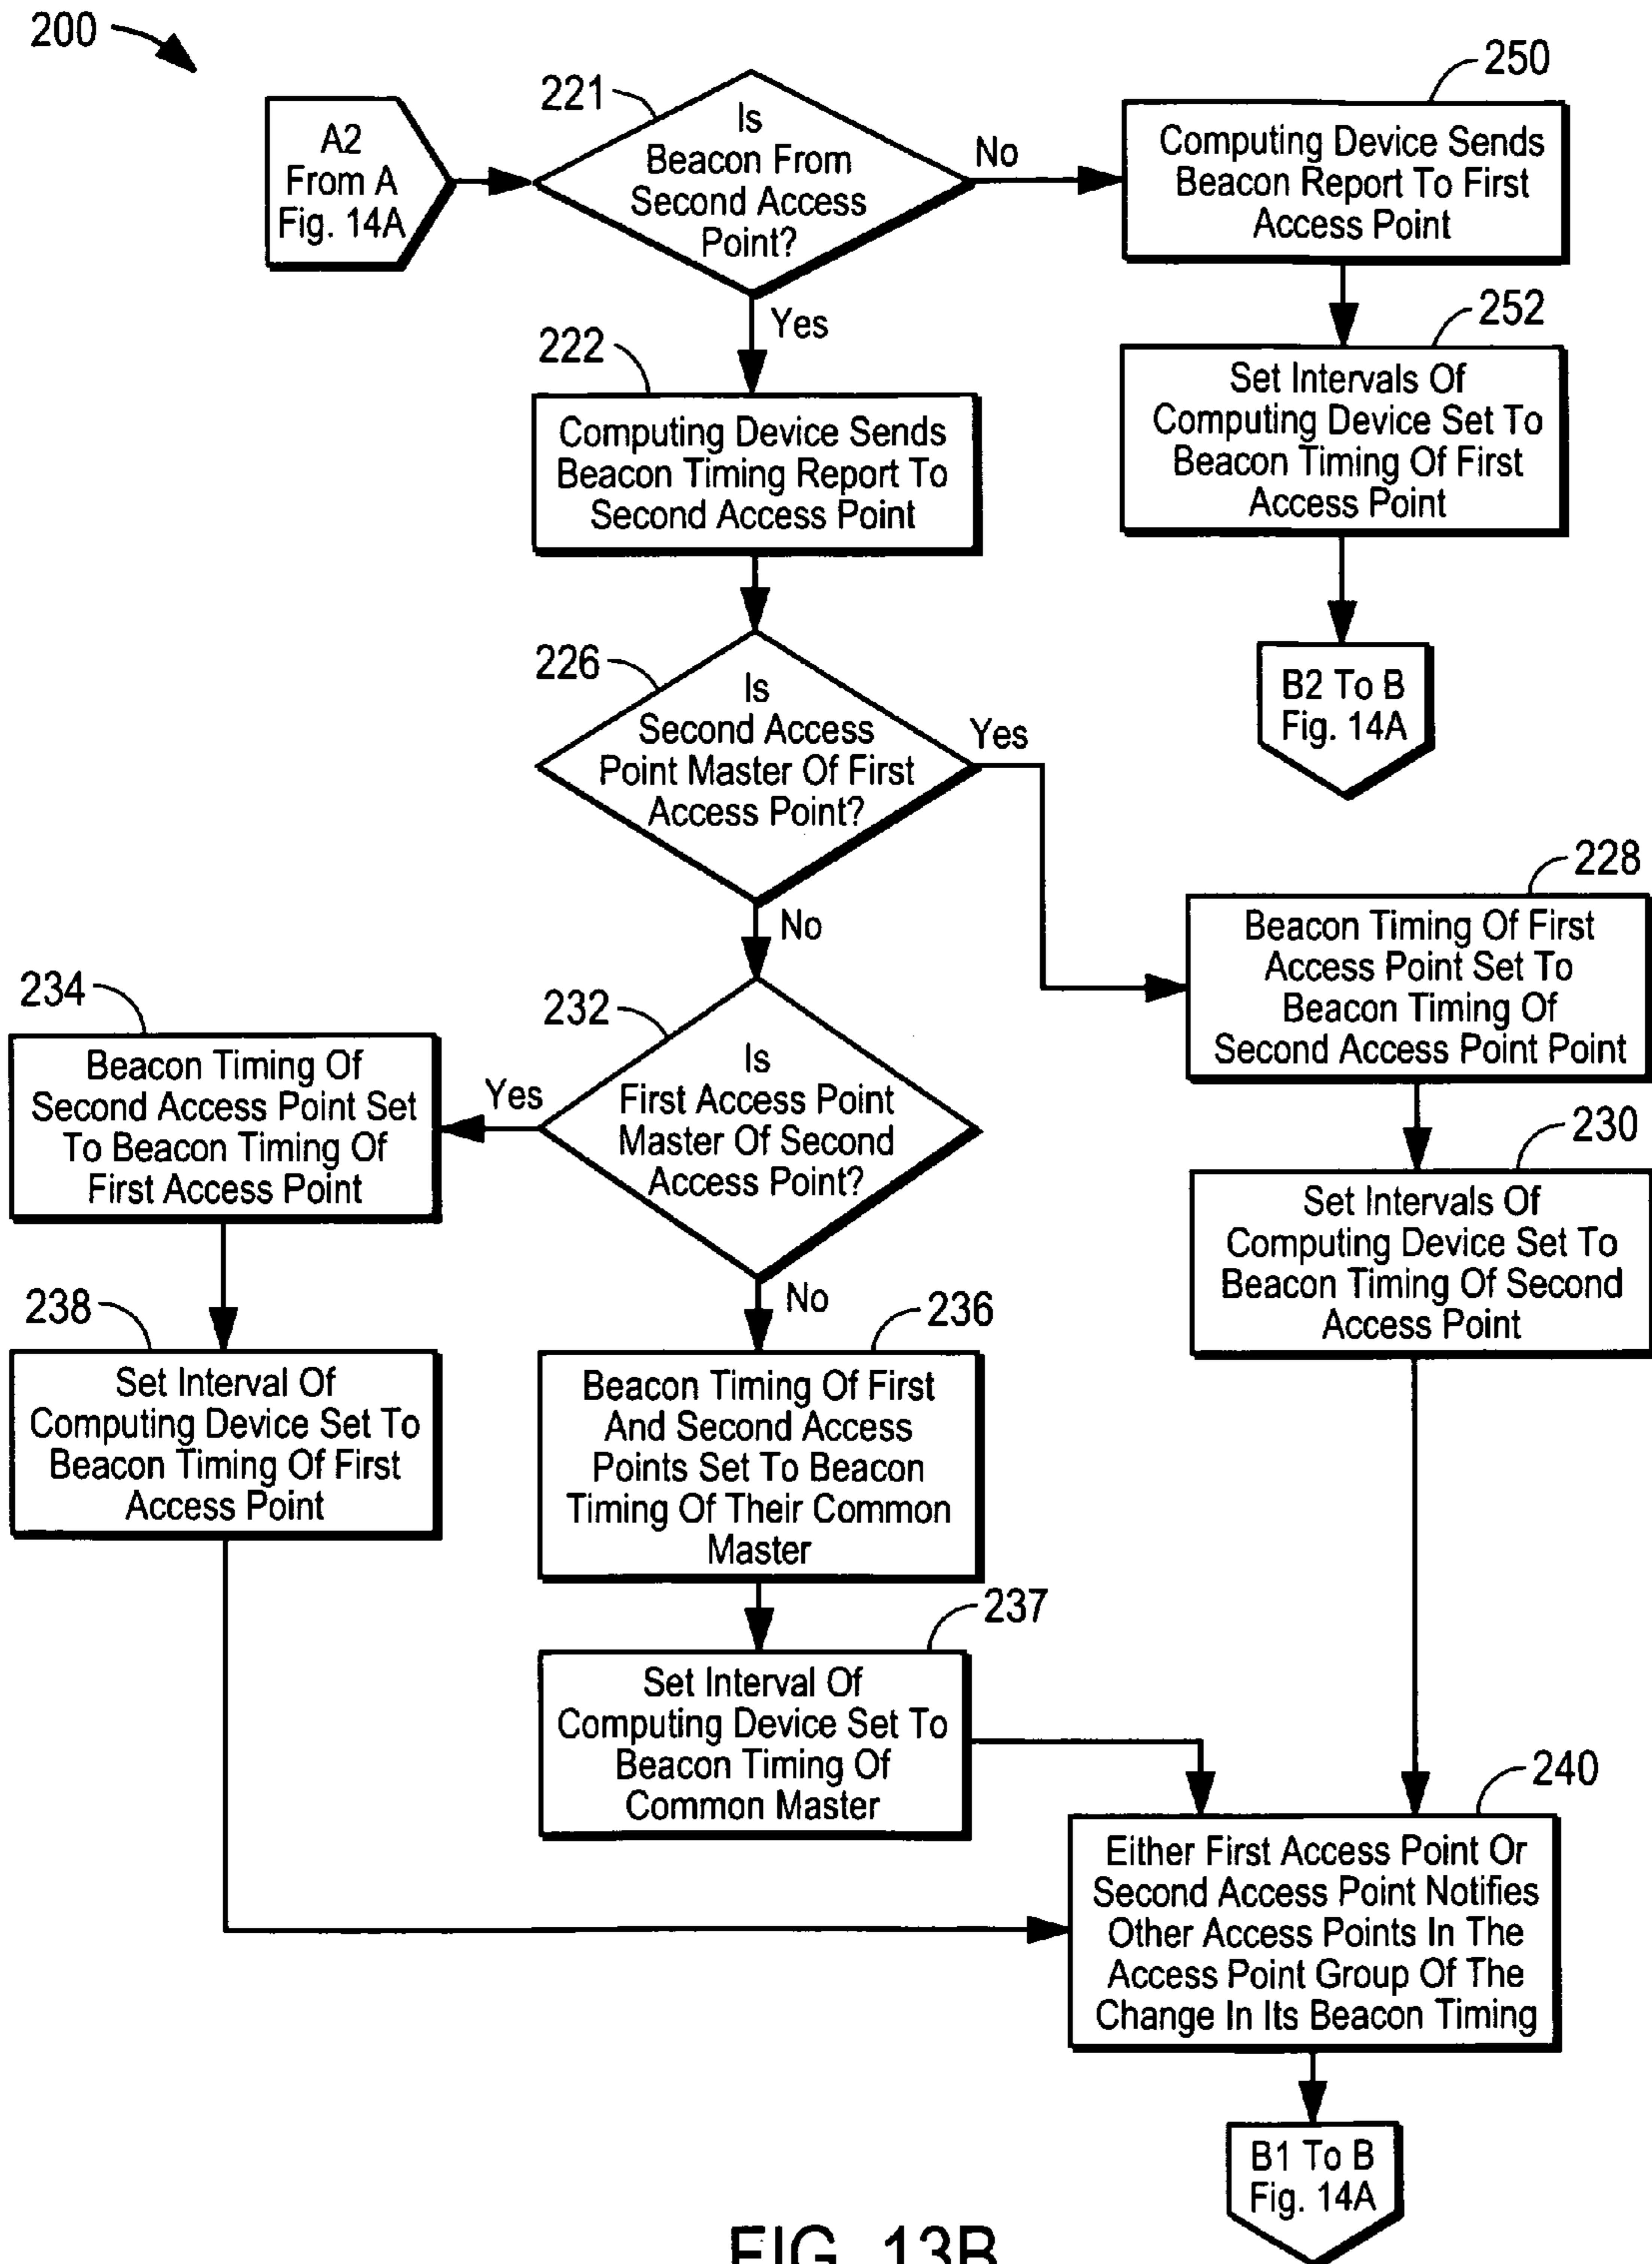 200
A2
From A
Fig. 14A
221
Is
Beacon From
Second Access
Point?
No
250
Computing Device Sends
Beacon Report To First
Access Point
Yes
252
Set Intervals Of
Computing Device Set To
Beacon Timing Of First
Access Point
222
Computing Device Sends
Beacon Timing Report To
Second Access Point
B2 To B
Fig. 14A
226
Is
Second Access
Point Master Of First
Access Point?
Yes
228
Beacon Timing Of First
Access Point Set To
Beacon Timing Of
Second Access Point Point
No
230
Set Intervals Of
Computing Device Set To
Beacon Timing Of Second
Access Point
232
Is
First Access Point
Master Of Second
Access Point?
Yes
234
Beacon Timing Of
Second Access Point Set
To Beacon Timing Of
First Access Point
238
Set Interval Of
Computing Device Set To
Beacon Timing Of First
Access Point
No
236
Beacon Timing Of First
And Second Access
Points Set To Beacon
Timing Of Their Common
Master
237
Set Interval Of
Computing Device Set To
Beacon Timing Of
Common Master
240
Either First Access Point Or
Second Access Point Notifies
Other Access Points In The
Access Point Group Of The
Change In Its Beacon Timing
B1 To B
Fig. 14A
FIG. 13B